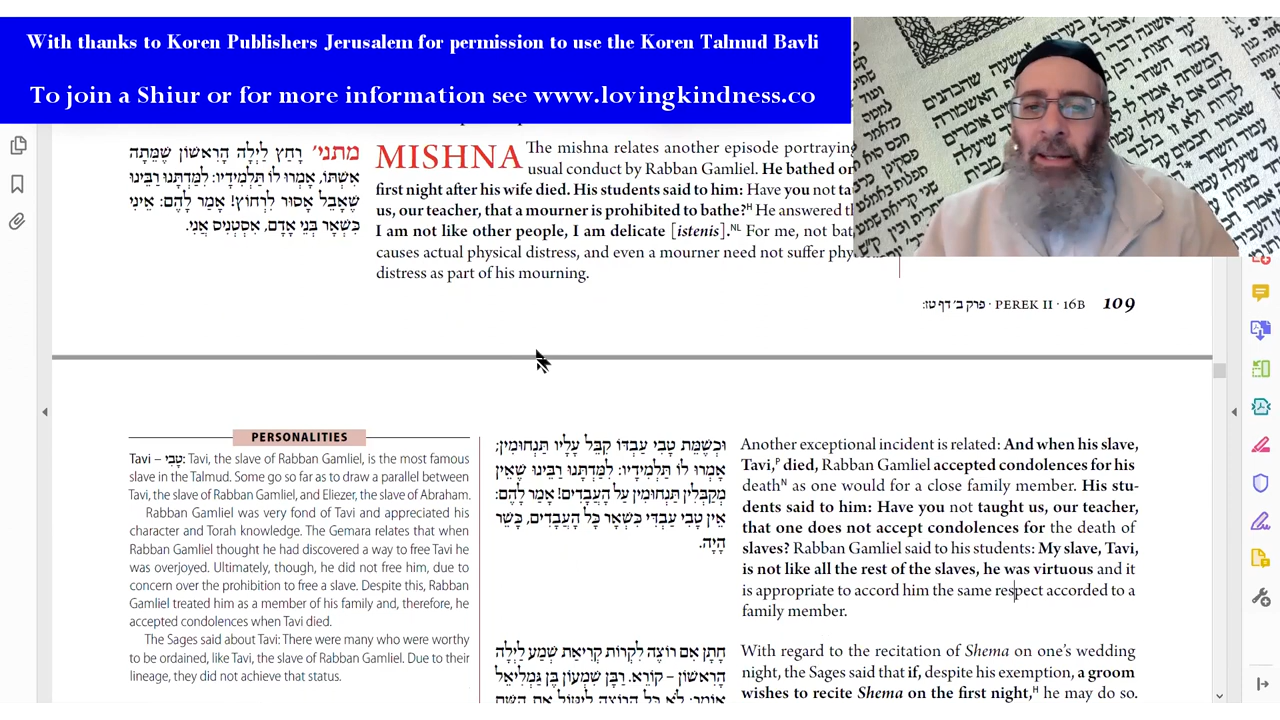 With thanks to Koren Publishers Jerusalem for permission to use the Koren Talmud Bavli
To join a Shiur or for more information see www.lovingkindness.co
מתני׳ רָחַץ לַיְלָה הָרִאשׁוֹן שֶׁמֵּתָה
אִשְׁתּוֹ, אָמְרוּ לוֹ תַּלְמִידָיו: לִמַּדְתָּנוּ רַבֵּינוּ
שֶׁאָבֵל אָסוּר לִרְחוֹץ! אָמַר לָהֶם: אֵינִי
כִּשְׁאָר בְּנֵי אָדָם, אִסְטְנִיס אֲנִי.
MISHNA The mishna relates another episode portraying
usual conduct by Rabban Gamliel. He bathed on
first night after his wife died. His students said to him: Have you not
us, our teacher, that a mourner is prohibited to bathe?H He answered
I am not like other people, I am delicate [istenis].NL For me, not
causes actual physical distress, and even a mourner need not suffer
distress as part of his mourning.
פרק ב׳ דף טז: · PEREK II · 16B 109
PERSONALITIES
Tavi – טָבִי: Tavi, the slave of Rabban Gamliel, is the most famous
slave in the Talmud. Some go so far as to draw a parallel between
Tavi, the slave of Rabban Gamliel, and Eliezer, the slave of Abraham.
Rabban Gamliel was very fond of Tavi and appreciated his
character and Torah knowledge. The Gemara relates that when
Rabban Gamliel thought he had discovered a way to free Tavi he
was overjoyed. Ultimately, though, he did not free him, due to
concern over the prohibition to free a slave. Despite this, Rabban
Gamliel treated him as a member of his family and, therefore, he
accepted condolences when Tavi died.
The Sages said about Tavi: There were many who were worthy
to be ordained, like Tavi, the slave of Rabban Gamliel. Due to their
lineage, they did not achieve that status.
וּכְשֶׁמֵּת טָבִי עַבְדּוֹ קִבֵּל עָלָיו תַּנְחוּמִין;
אָמְרוּ לוֹ תַּלְמִידָיו: לִמַּדְתָּנוּ רַבֵּינוּ שֶׁאֵין
מְקַבְּלִין תַּנְחוּמִין עַל הָעֲבָדִים! אָמַר לָהֶם:
אֵין טָבִי עַבְדִּי כִּשְׁאָר כָּל הָעֲבָדִים, כָּשֵׁר
הָיָה.
Another exceptional incident is related: And when his slave,
Tavi,P died, Rabban Gamliel accepted condolences for his
deathN as one would for a close family member. His stu-
dents said to him: Have you not taught us, our teacher,
that one does not accept condolences for the death of
slaves? Rabban Gamliel said to his students: My slave, Tavi,
is not like all the rest of the slaves, he was virtuous and it
is appropriate to accord him the same respect accorded to a
family member.
חָתָן אִם רוֹצֶה לִקְרוֹת קְרִיאַת שְׁמַע לַיְלָה
הָרִאשׁוֹן – קוֹרֵא. רַבָּן שִׁמְעוֹן בֶּן גַּמְלִיאֵל
אוֹמֵר: לֹא כָּל הָרוֹצֶה לִיטּוֹל אֶת הַשֵּׁם
With regard to the recitation of Shema on one's wedding
night, the Sages said that if, despite his exemption, a groom
wishes to recite Shema on the first night,H he may do so.